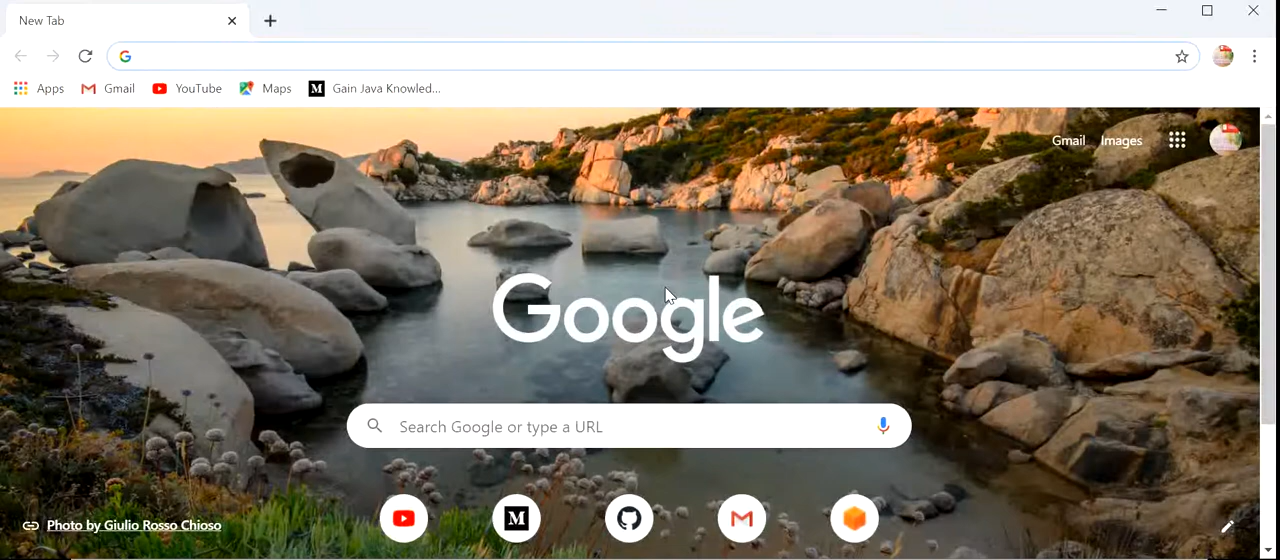 New Tab
Apps
Gmail
YouTube
Maps
Gain Java Knowled...
Gmail
Images
Google
Search Google or type a URL
Photo by Giulio Rosso Chioso